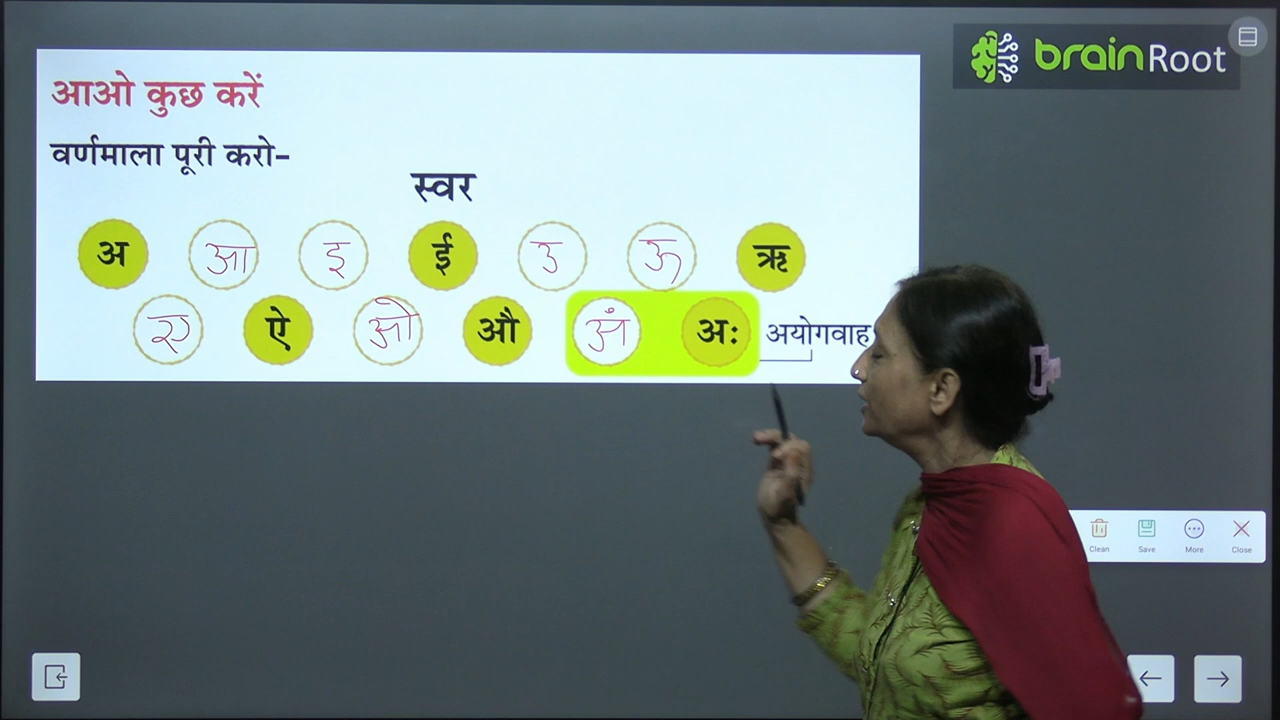 brainRoot
आओ कुछ करें
वर्णमाला पूरी करो-
स्वर
अ आ इ ई उ ऊ ऋ
ए ऐ ओ औ अं अः अयोगवाह
Clean Save More Close